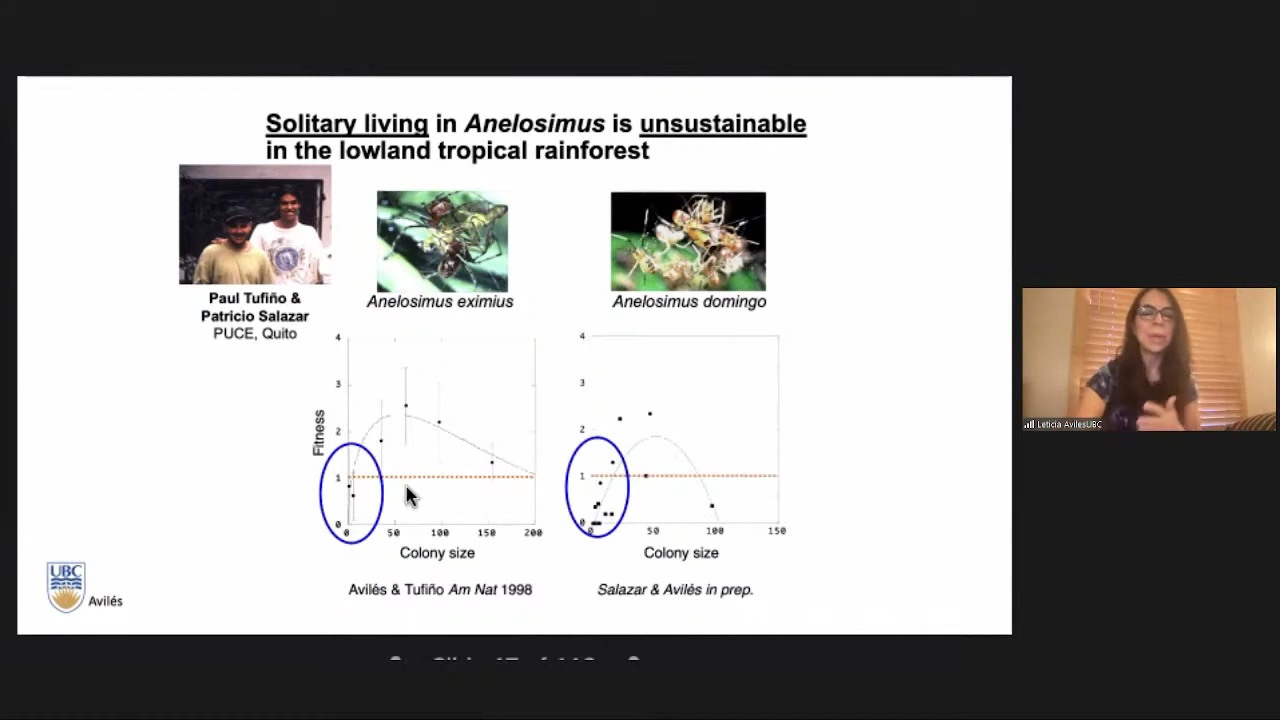 Solitary living in Anelosimus is unsustainable
in the lowland tropical rainforest
Paul Tufiño &
Patricio Salazar
PUCE, Quito
Anelosimus eximius
Anelosimus domingo
Fitness
4
3
2
1
0
0 50 100 150 200
Colony size
4
3
2
1
0
0 50 100 150
Colony size
Avilés & Tufiño Am Nat 1998
Salazar & Avilés in prep.
UBC
Avilés
Leticia AvilesUBC